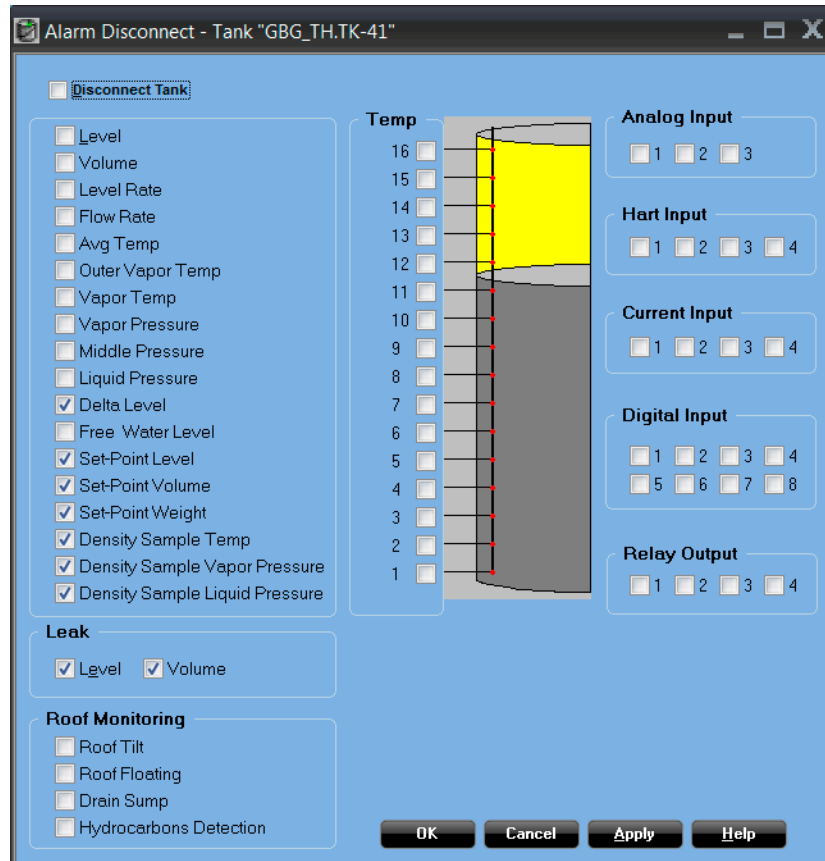 Alarm Disconnect - Tank "GBG_TH.TK-41"
Disconnect Tank
Level
Volume
Level Rate
Flow Rate
Avg Temp
Outer Vapor Temp
Vapor Temp
Vapor Pressure
Middle Pressure
Liquid Pressure
Delta Level
Free Water Level
Set-Point Level
Set-Point Volume
Set-Point Weight
Density Sample Temp
Density Sample Vapor Pressure
Density Sample Liquid Pressure
Leak
Level Volume
Roof Monitoring
Roof Tilt
Roof Floating
Drain Sump
Hydrocarbons Detection
Temp
16
15
14
13
12
11
10
9
8
7
6
5
4
3
2
1
Analog Input
1 2 3
Hart Input
1 2 3 4
Current Input
1 2 3 4
Digital Input
1 2 3 4
5 6 7 8
Relay Output
1 2 3 4
OK Cancel Apply Help